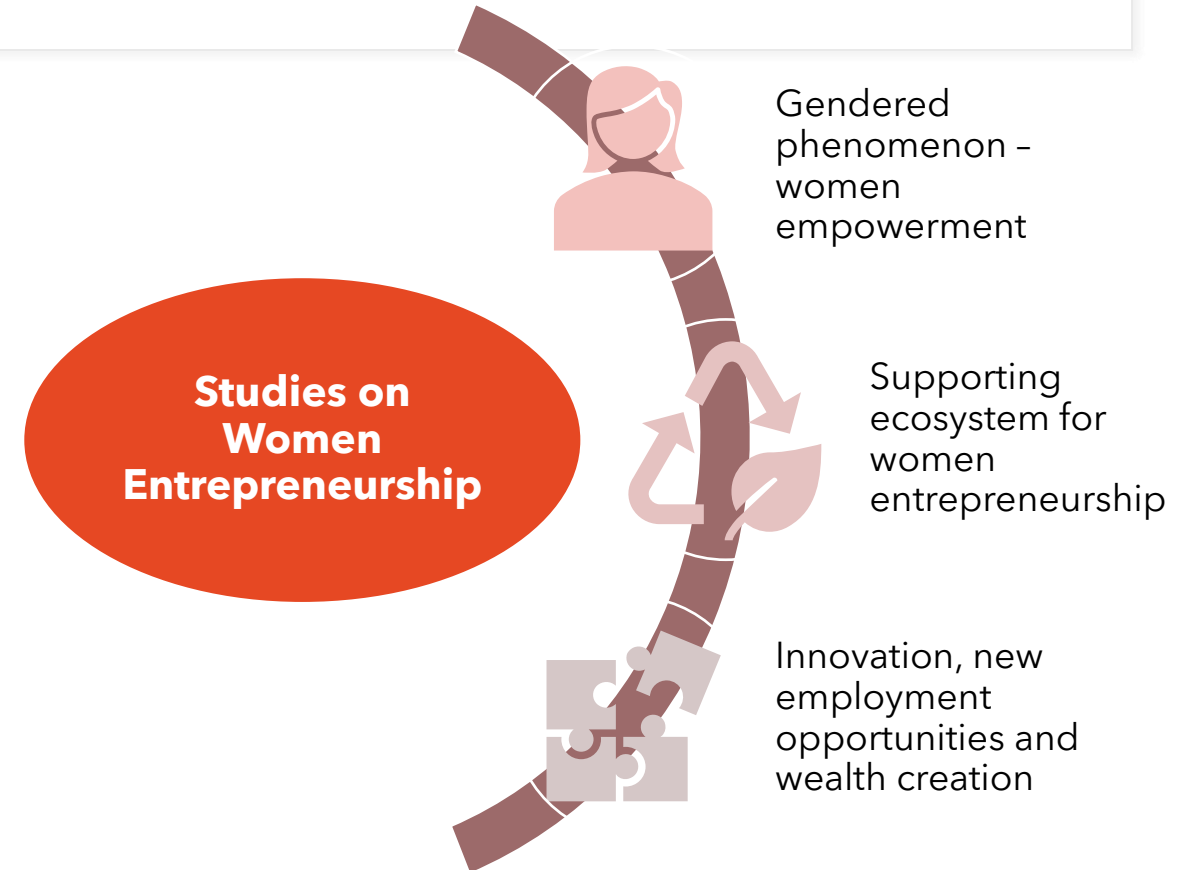 Gendered
phenomenon –
women
empowerment
Studies on
Women
Entrepreneurship
Supporting
ecosystem for
women
entrepreneurship
Innovation, new
employment
opportunities and
wealth creation